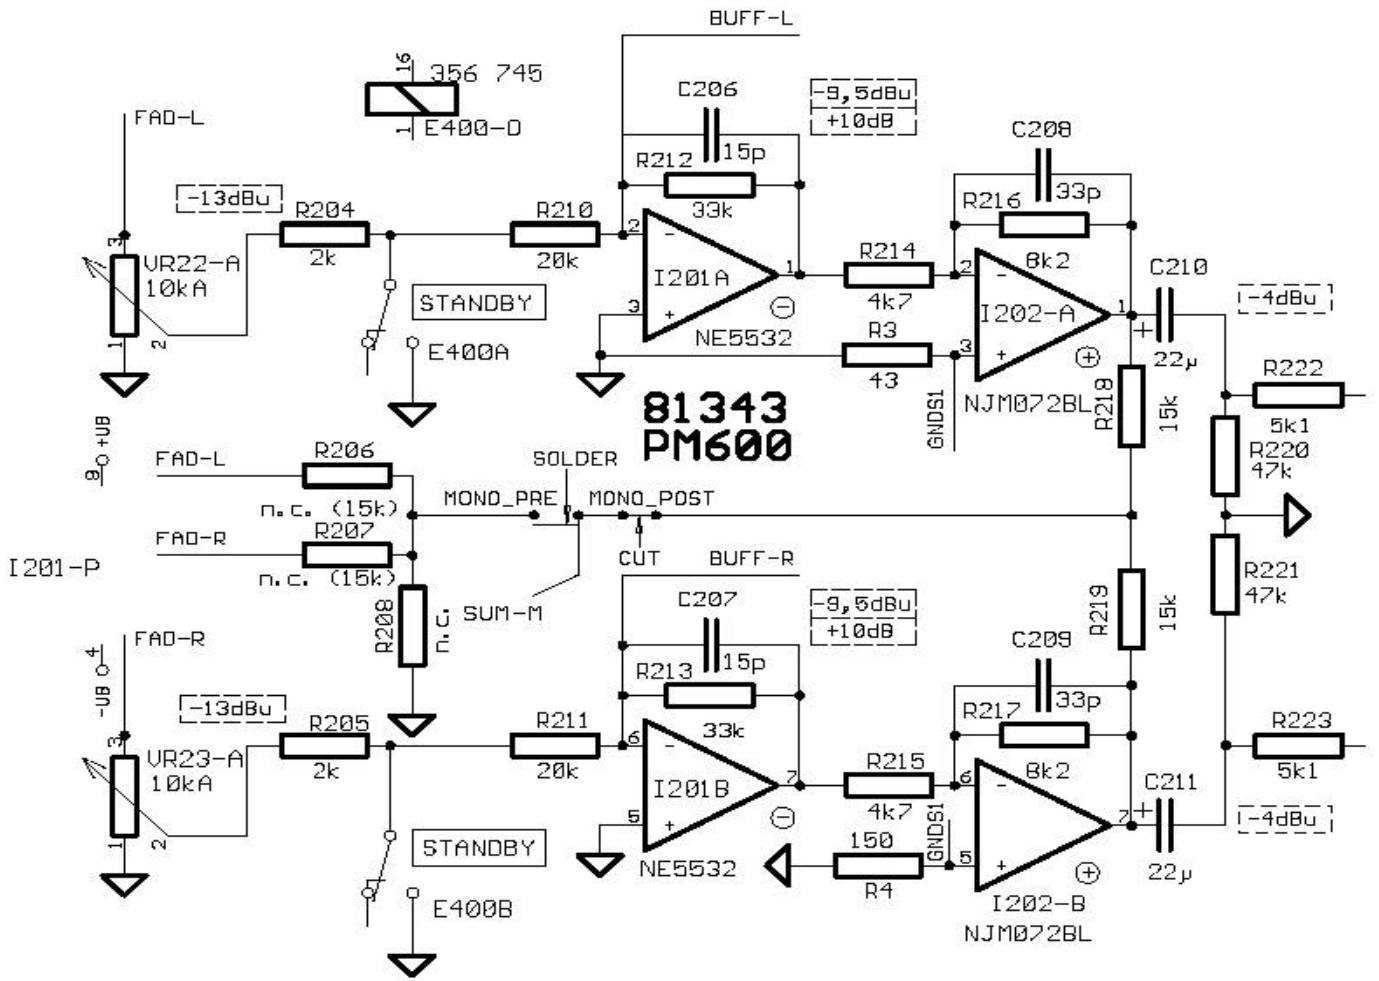 BUFF-L
16
356 745
1
E400-O
FAD-L
C206
15p
-9,5dBu
+10dB
C208
33p
-13dBu
R204
2k
R210
20k
R212
33k
R216
8k2
3
VR22-A
10kA
1
2
STANDBY
E400A
2
3
I201A
1
NE5532
R214
4k7
R3
43
2
3
I202-A
1
NJM072BL
C210
+
22µ
-4dBu
GNDS1
R218
15k
R222
5k1
R220
47k
81343
PM600
+UB
9
FAD-L
R206
n.c. (15k)
SOLDER
MONO_PRE
MONO_POST
FAD-R
R207
n.c. (15k)
I201-P
CUT
BUFF-R
R208
n.c.
SUM-M
R221
47k
R219
15k
FAD-R
4
-UB
C207
15p
-9,5dBu
+10dB
C209
33p
-13dBu
R205
2k
R211
20k
R213
33k
R217
8k2
3
VR23-A
10kA
1
2
STANDBY
E400B
6
5
I201B
7
NE5532
R215
4k7
GNDS1
150
R4
6
5
7
I202-B
NJM072BL
C211
+
22µ
R223
5k1
-4dBu